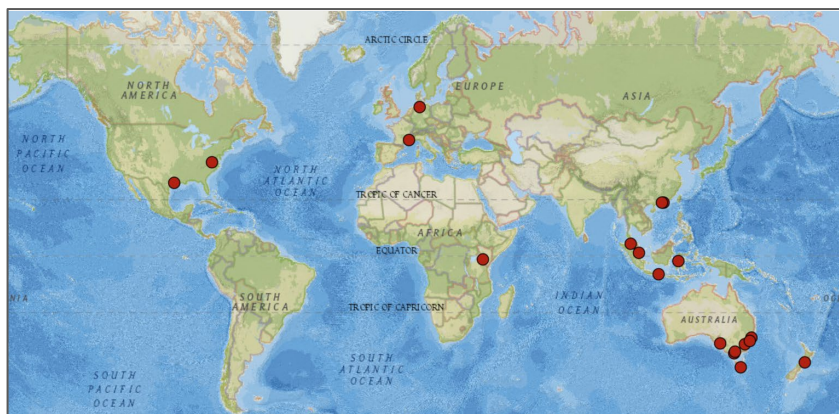 ARCTIC CIRCLE
NORTH
AMERICA
EUROPE
ASIA
NORTH
PACIFIC
OCEAN
NORTH
ATLANTIC
OCEAN
TROPIC OF CANCER
AFRICA
EQUATOR
SOUTH
AMERICA
INDIAN
OCEAN
TROPIC OF CAPRICORN
AUSTRALIA
SOUTH
PACIFIC
OCEAN
SOUTH
ATLANTIC
OCEAN